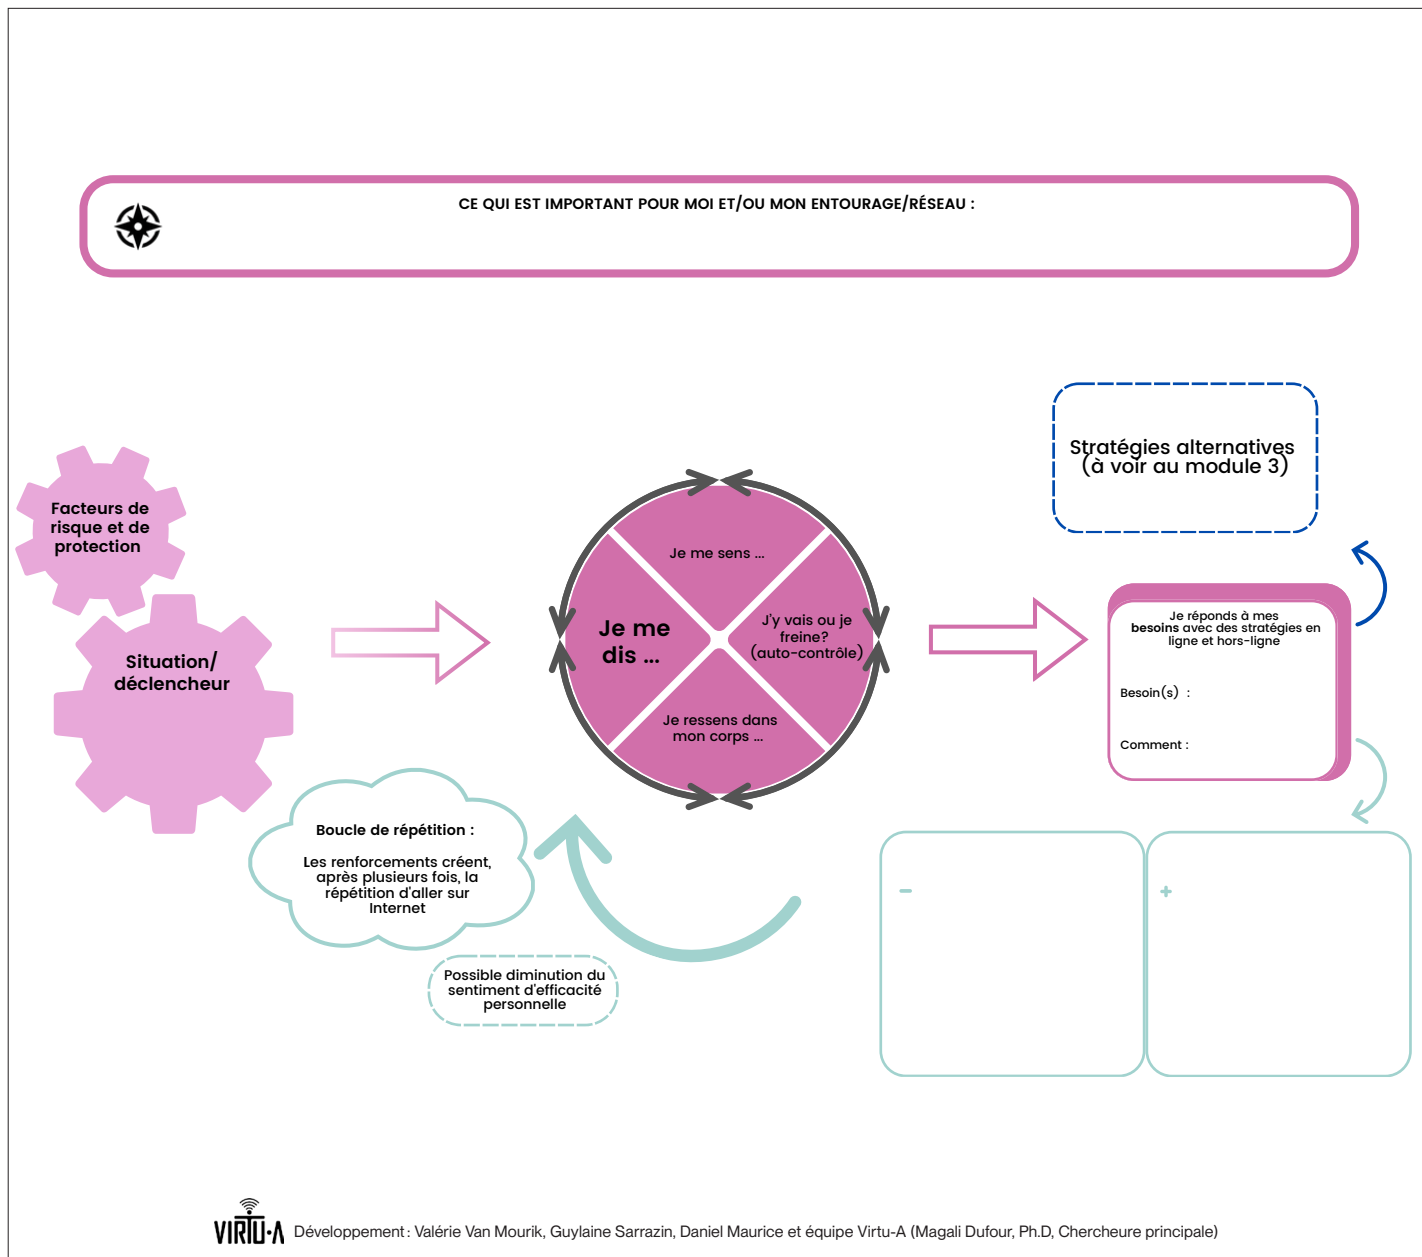 CE QUI EST IMPORTANT POUR MOI ET/OU MON ENTOURAGE/RÉSEAU :
Stratégies alternatives
(à voir au module 3)
Facteurs de
risque et de
protection
Situation/
déclencheur
Je me sens ...
Je me
dis ...
J'y vais ou je
freine?
(auto-contrôle)
Je ressens dans
mon corps ...
Je réponds à mes
besoins avec des stratégies en
ligne et hors-ligne
Besoin(s) :
Comment :
Boucle de répétition :
Les renforcements créent,
après plusieurs fois, la
répétition d'aller sur
Internet
Possible diminution du
sentiment d'efficacité
personnelle
-
+
VIRTU·A
Développement : Valérie Van Mourik, Guylaine Sarrazin, Daniel Maurice et équipe Virtu-A (Magali Dufour, Ph.D, Chercheure principale)